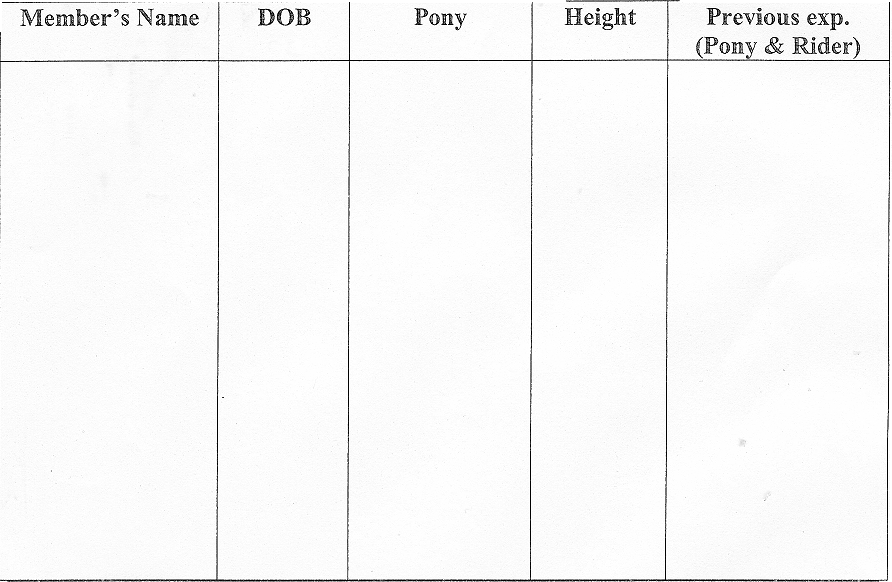 Member's Name DOB Pony Height Previous exp.
(Pony & Rider)